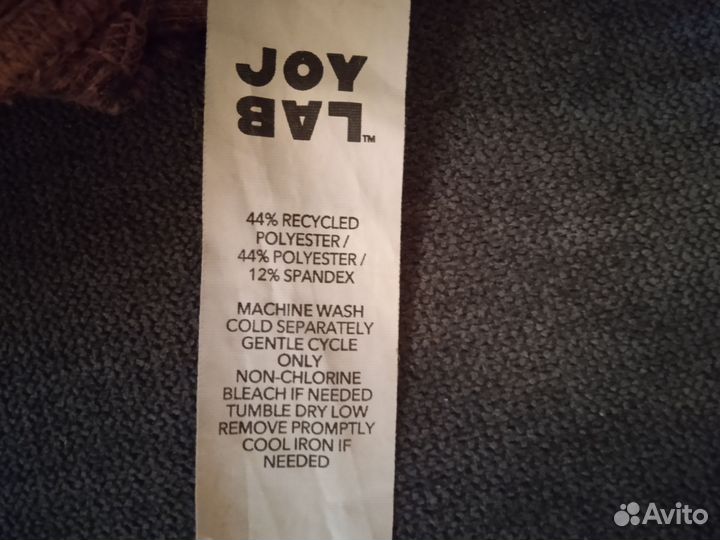 JOY
LAB™
44% RECYCLED
POLYESTER /
44% POLYESTER /
12% SPANDEX
MACHINE WASH
COLD SEPARATELY
GENTLE CYCLE
ONLY
NON-CHLORINE
BLEACH IF NEEDED
TUMBLE DRY LOW
REMOVE PROMPTLY
COOL IRON IF
NEEDED
Avito